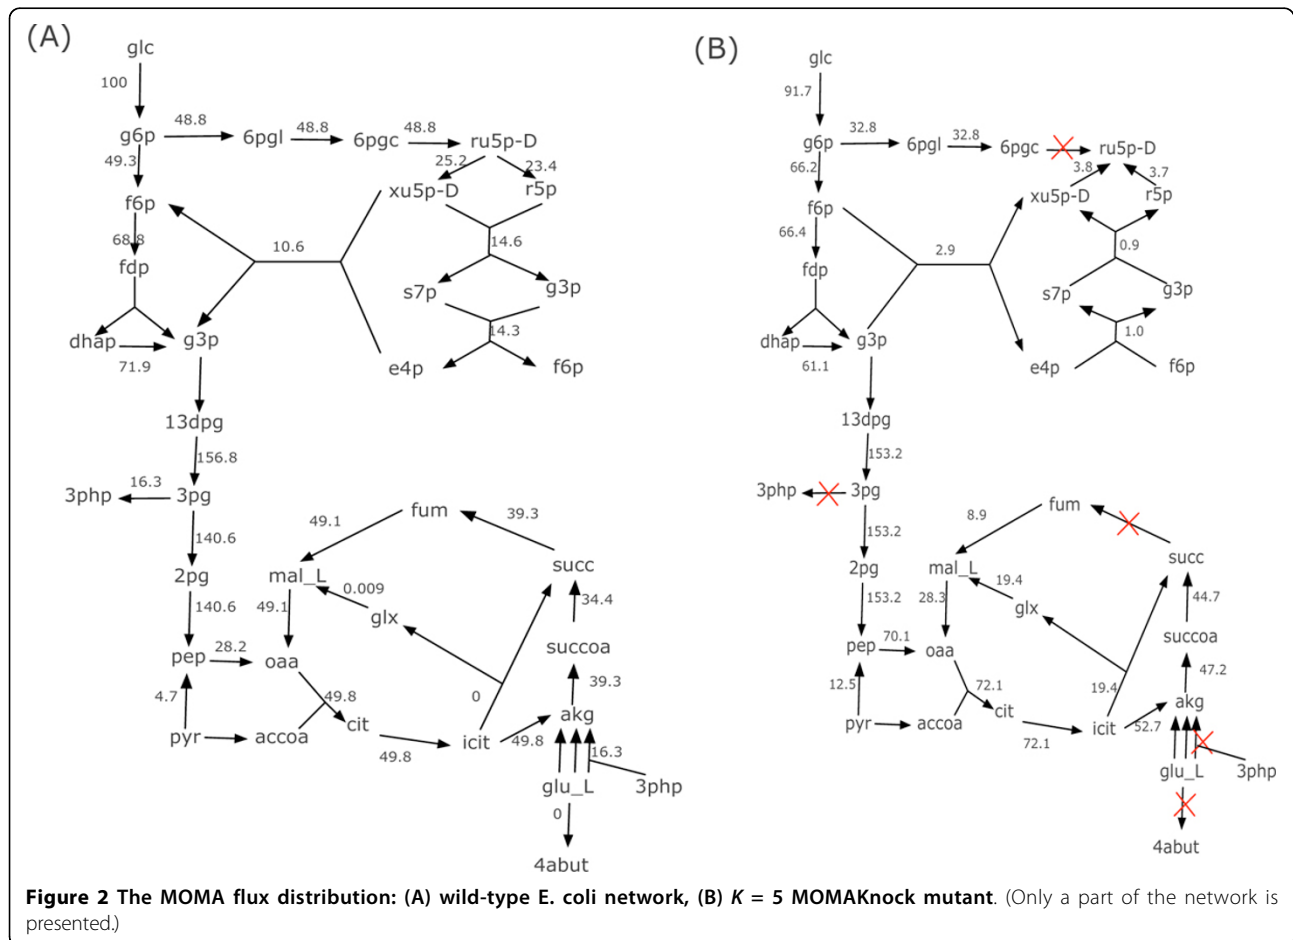 (A)
glc
100
g6p
48.8
6pgl
48.8
6pgc
48.8
ru5p-D
49.3
25.2
23.4
xu5p-D
r5p
f6p
68.8
10.6
14.6
fdp
s7p
g3p
dhap
71.9
g3p
14.3
e4p
f6p
13dpg
156.8
3php
16.3
3pg
140.6
2pg
140.6
pep
28.2
oaa
4.7
pyr
accoa
49.8
cit
49.8
icit
49.8
akg
39.3
succoa
34.4
succ
39.3
fum
49.1
mal_L
49.1
0.009
glx
0
16.3
glu_L
3php
0
4abut
(B)
glc
91.7
g6p
32.8
6pgl
32.8
6pgc
ru5p-D
66.2
3.8
3.7
xu5p-D
r5p
f6p
66.4
2.9
0.9
fdp
s7p
g3p
dhap
61.1
g3p
1.0
e4p
f6p
13dpg
153.2
3php
3pg
153.2
2pg
153.2
pep
70.1
oaa
12.5
pyr
accoa
72.1
cit
72.1
icit
52.7
akg
47.2
succoa
44.7
succ
fum
8.9
mal_L
28.3
19.4
glx
19.4
glu_L
3php
4abut
Figure 2 The MOMA flux distribution: (A) wild-type E. coli network, (B) K = 5 MOMAKnock mutant. (Only a part of the network is
presented.)